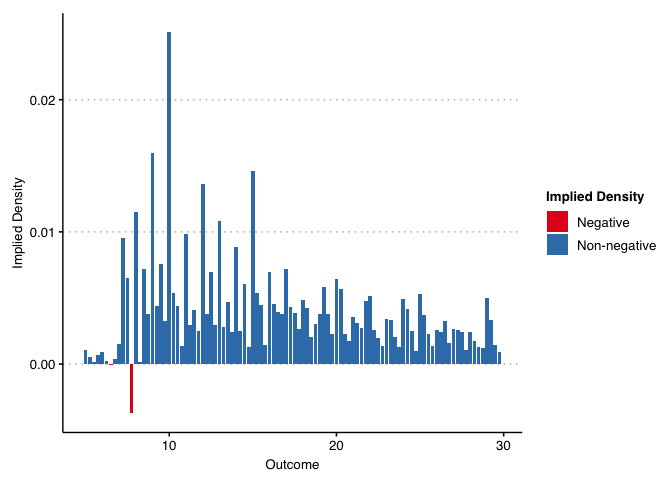 0.02
0.01
0.00
Implied Density
10
20
30
Outcome
Implied Density
Negative
Non-negative